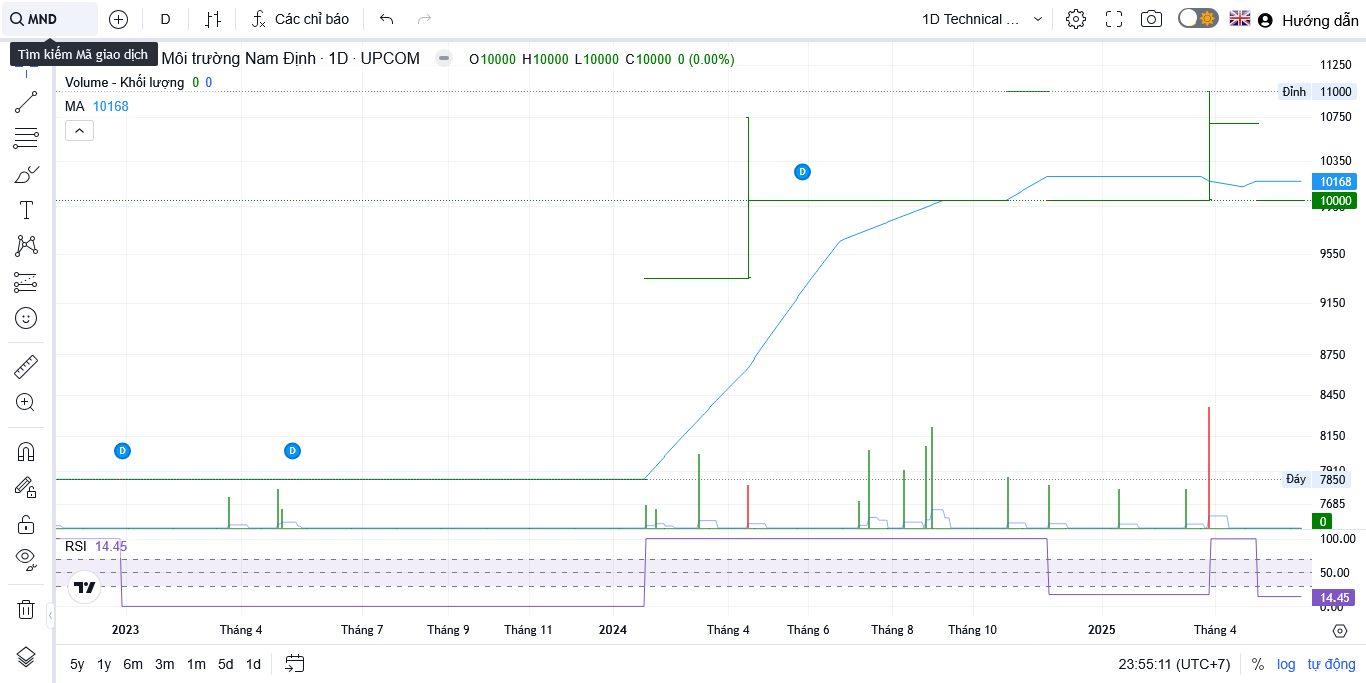 MND
D
Các chỉ báo
1D Technical ...
Hướng dẫn
Tìm kiếm Mã giao dịch
Môi trường Nam Định · 1D · UPCOM
O10000 H10000 L10000 C10000 0 (0.00%)
Volume - Khối lượng 0 0
MA 10168
11250
Đỉnh 11000
10750
10350
10168
10000
9550
9150
8750
8450
8150
7910
Đáy 7850
7685
0
D
D
D
RSI 14.45
100.00
50.00
14.45
0.00
2023
Tháng 4
Tháng 7
Tháng 9
Tháng 11
2024
Tháng 4
Tháng 6
Tháng 8
Tháng 10
2025
Tháng 4
5y 1y 6m 3m 1m 5d 1d
23:55:11 (UTC+7)
% log tự động